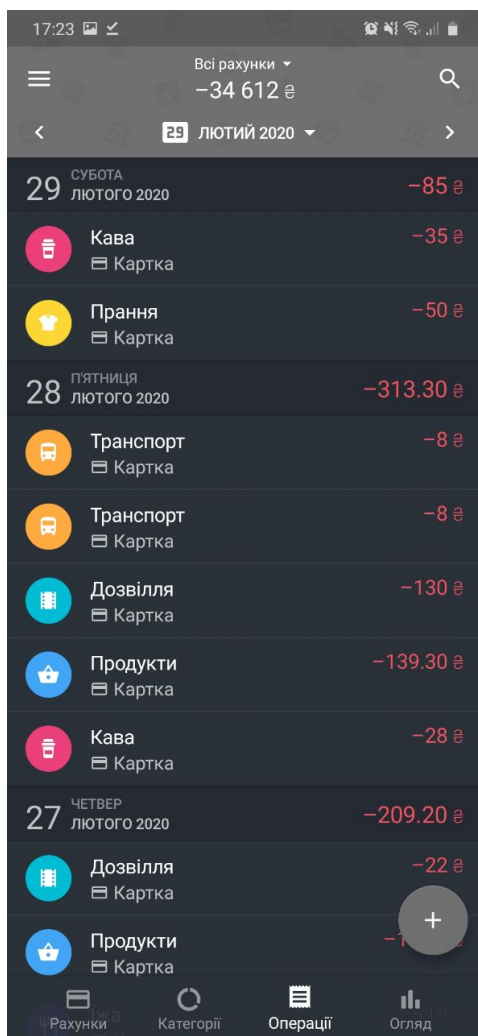 17:23
Всі рахунки
−34 612 ₴
29 ЛЮТИЙ 2020
29 СУБОТА
ЛЮТОГО 2020
−85 ₴
Кава
−35 ₴
Картка
Прання
−50 ₴
Картка
28 П'ЯТНИЦЯ
ЛЮТОГО 2020
−313.30 ₴
Транспорт
−8 ₴
Картка
Транспорт
−8 ₴
Картка
Дозвілля
−130 ₴
Картка
Продукти
−139.30 ₴
Картка
Кава
−28 ₴
Картка
27 ЧЕТВЕР
ЛЮТОГО 2020
−209.20 ₴
Дозвілля
−22 ₴
Картка
Продукти
Картка
Їжа
Рахунки
Категорії
Операції
Огляд